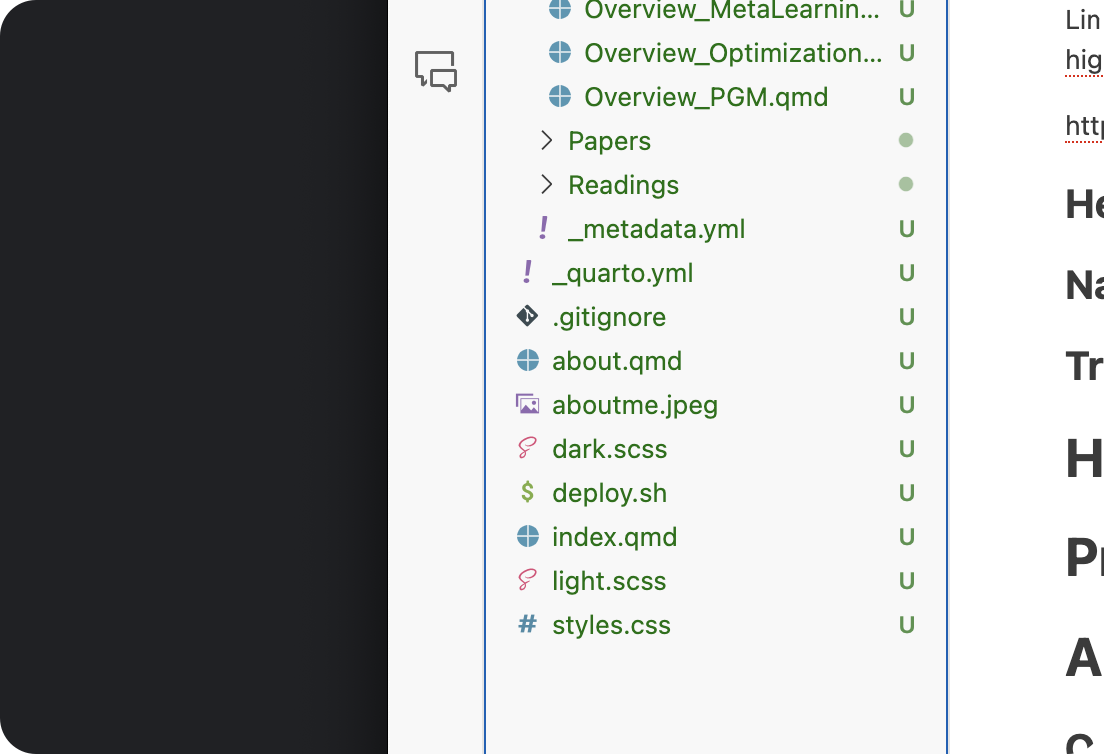 Overview_MetaLearnin... U
Overview_Optimization... U
Overview_PGM.qmd U
Papers
Readings
_metadata.yml U
_quarto.yml U
.gitignore U
about.qmd U
aboutme.jpeg U
dark.scss U
deploy.sh U
index.qmd U
light.scss U
styles.css U
Lin
hig
http
He
Na
Tr
H
Pr
A